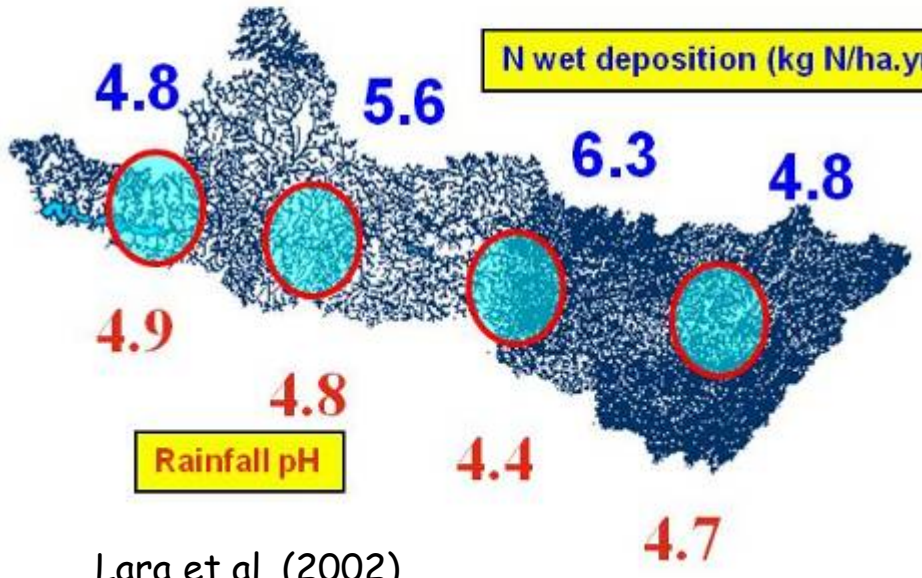 N wet deposition (kg N/ha.yr
4.8
5.6
6.3
4.8
4.9
4.8
4.4
4.7
Rainfall pH
Lara et al. (2002)